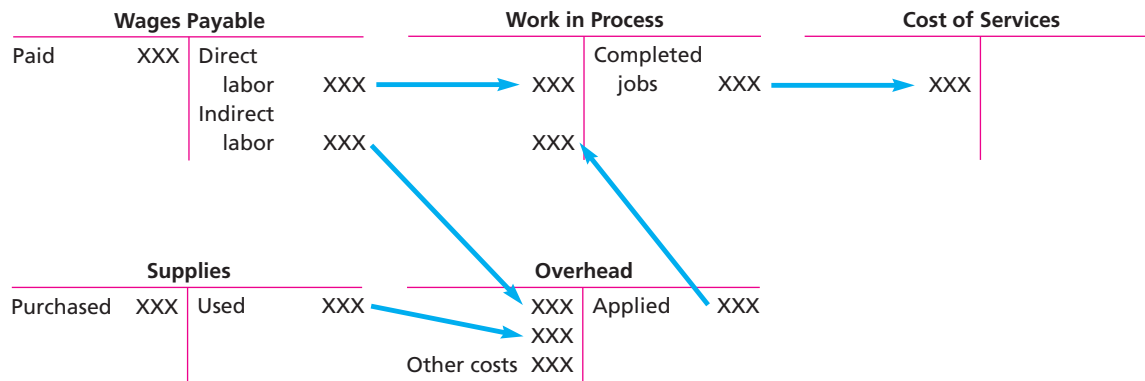 Wages Payable Work in Process Cost of Services
Paid XXX Direct Completed
labor XXX XXX jobs XXX XXX
Indirect
labor XXX XXX
Supplies Overhead
Purchased XXX Used XXX XXX Applied XXX
XXX
Other costs XXX